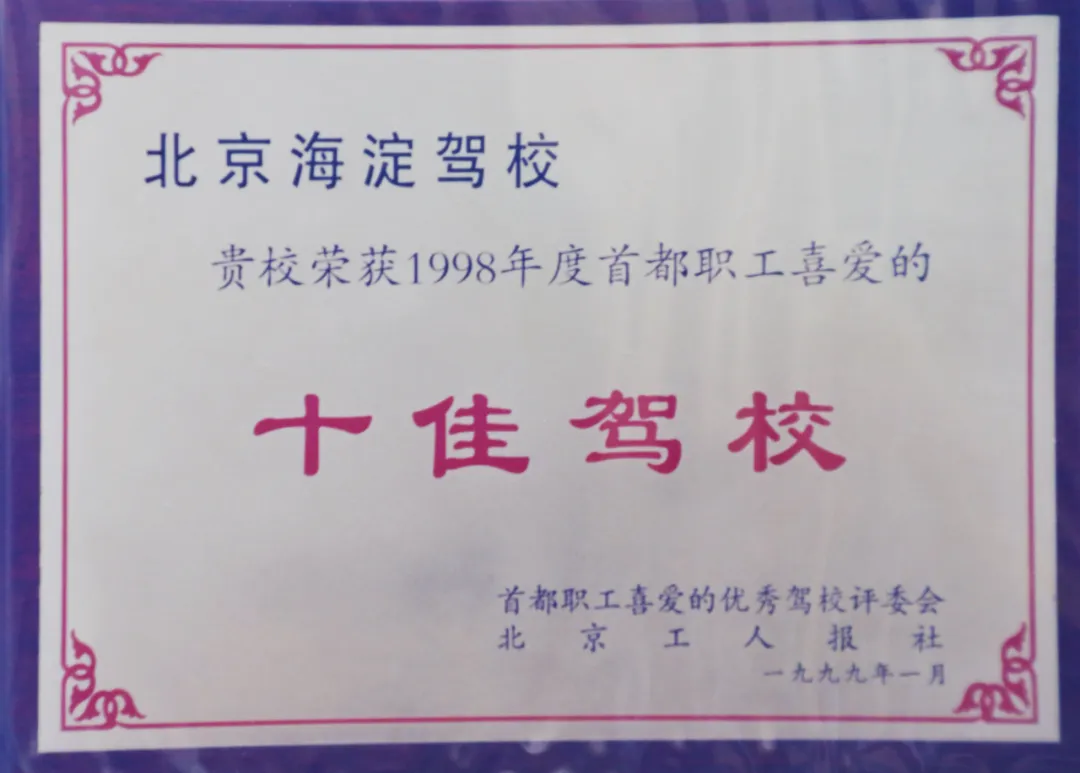 北京海淀驾校
贵校荣获1998年度首都职工喜爱的
十佳驾校
首都职工喜爱的优秀驾校评委会
北京工人报社
一九九九年一月